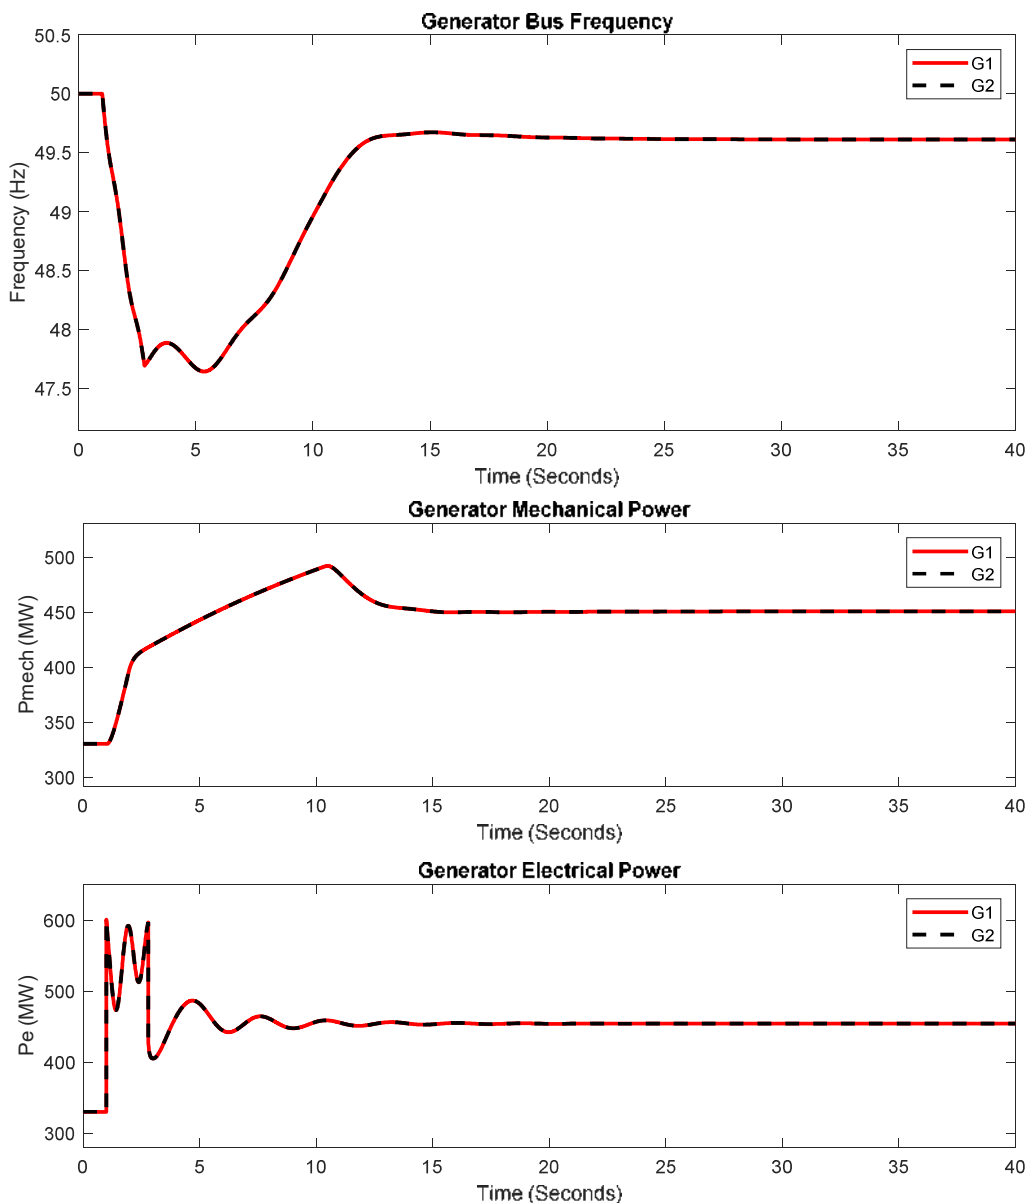 Generator Bus Frequency
50.5
50
49.5
49
48.5
48
47.5
Frequency (Hz)
G1
G2
0 5 10 15 20 25 30 35 40
Time (Seconds)
Generator Mechanical Power
500
450
400
350
300
Pmech (MW)
G1
G2
0 5 10 15 20 25 30 35 40
Time (Seconds)
Generator Electrical Power
600
500
400
300
Pe (MW)
G1
G2
0 5 10 15 20 25 30 35 40
Time (Seconds)